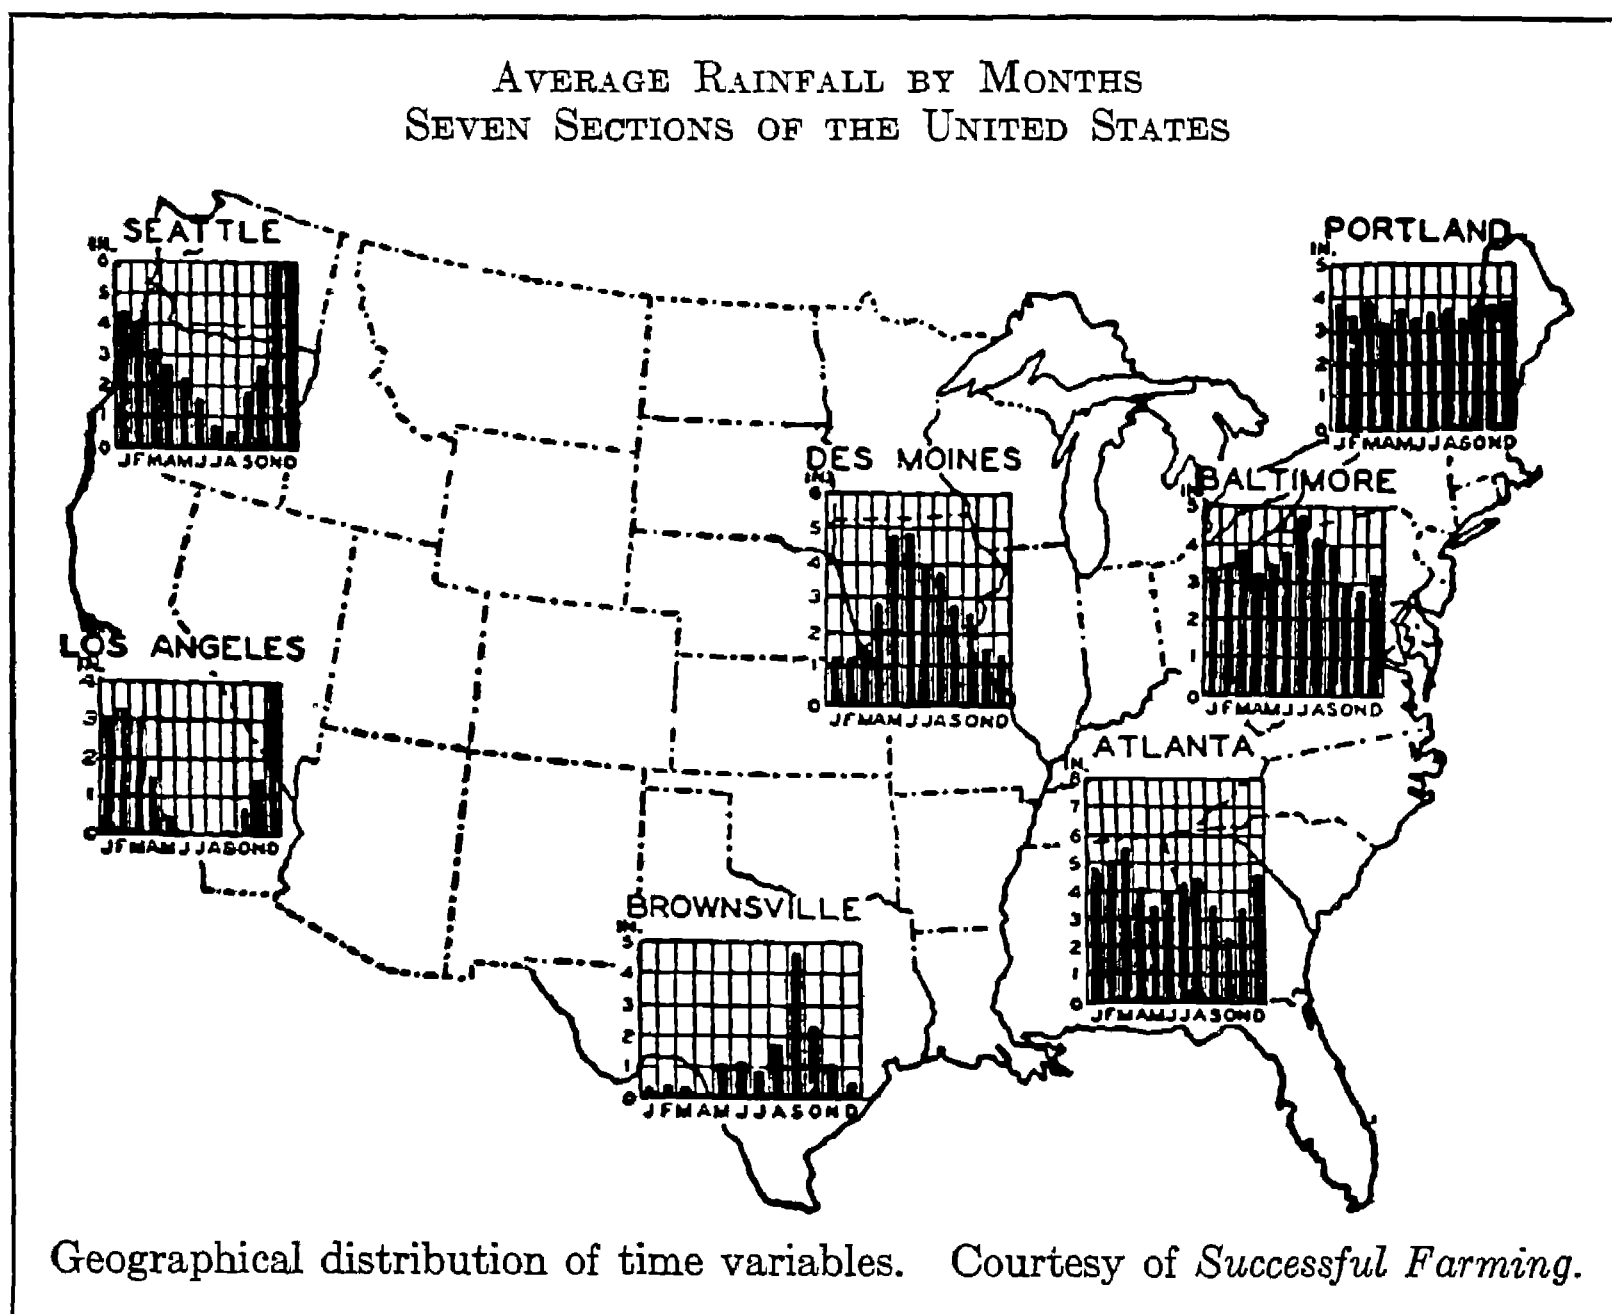 AVERAGE RAINFALL BY MONTHS
SEVEN SECTIONS OF THE UNITED STATES
SEATTLE
IN.
6
5
4
3
2
1
0
JFMAMJJASOND
PORTLAND
IN.
5
4
3
2
1
0
JFMAMJJASOND
DES MOINES
IN.
6
5
4
3
2
1
0
JFMAMJJASOND
BALTIMORE
IN.
5
4
3
2
1
0
JFMAMJJASOND
LOS ANGELES
IN.
4
3
2
1
0
JFMAMJJASOND
ATLANTA
IN.
8
7
6
5
4
3
2
1
0
JFMAMJJASOND
BROWNSVILLE
IN.
5
4
3
2
1
0
JFMAMJJASOND
Geographical distribution of time variables. Courtesy of Successful Farming.